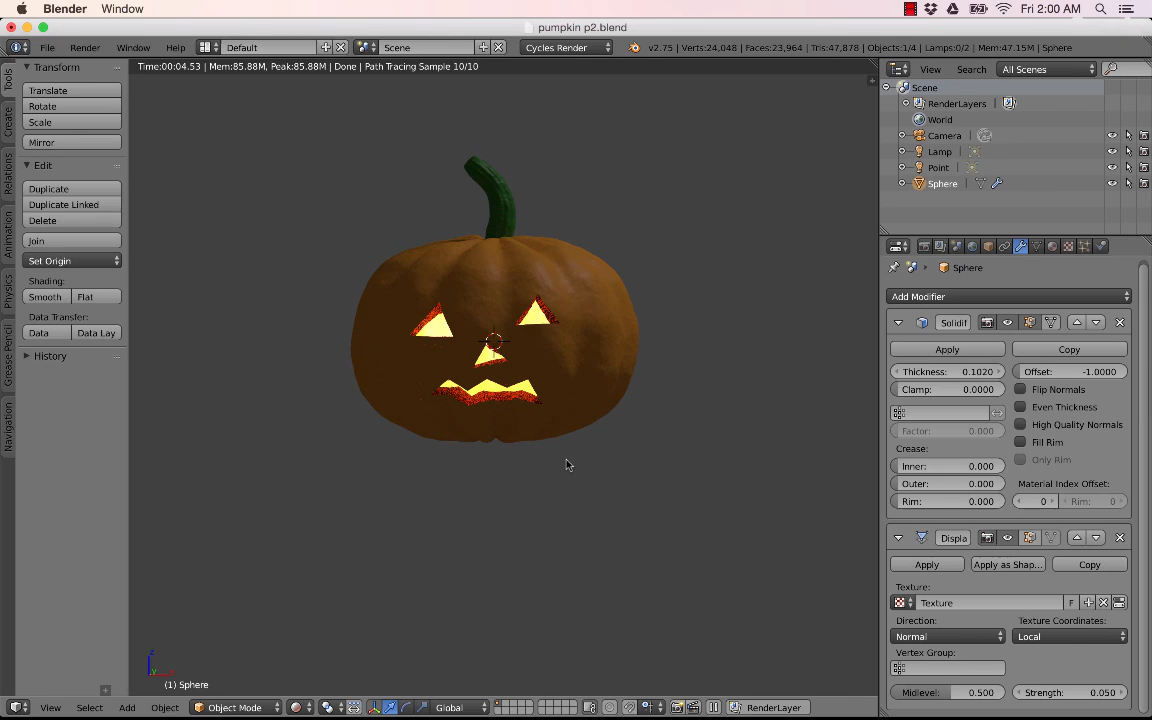 Blender Window Fri 2:00 AM
pumpkin p2.blend
File Render Window Help Default Scene Cycles Render v2.75 | Verts:24,048 | Faces:23,964 | Tris:47,878 | Objects:1/4 | Lamps:0/2 | Mem:47.15M | Sphere
Time:00:04.53 | Mem:85.88M, Peak:85.88M | Done | Path Tracing Sample 10/10
Tools
Create
Relations
Animation
Physics
Grease Pencil
Navigation
Transform
Translate
Rotate
Scale
Mirror
Edit
Duplicate
Duplicate Linked
Delete
Join
Set Origin
Shading:
Smooth Flat
Data Transfer:
Data Data Lay
History
(1) Sphere
View Select Add Object Object Mode Global RenderLayer
View Search All Scenes
Scene
RenderLayers
World
Camera
Lamp
Point
Sphere
Sphere
Add Modifier
Solidif
Apply Copy
Thickness: 0.1020 Offset: -1.0000
Clamp: 0.0000 Flip Normals
Even Thickness
Factor: 0.000 High Quality Normals
Crease: Fill Rim
Inner: 0.000 Only Rim
Outer: 0.000 Material Index Offset:
Rim: 0.000 0 Rim: 0
Displa
Apply Apply as Shap... Copy
Texture:
Texture F
Direction: Texture Coordinates:
Normal Local
Vertex Group:
Midlevel: 0.500 Strength: 0.050